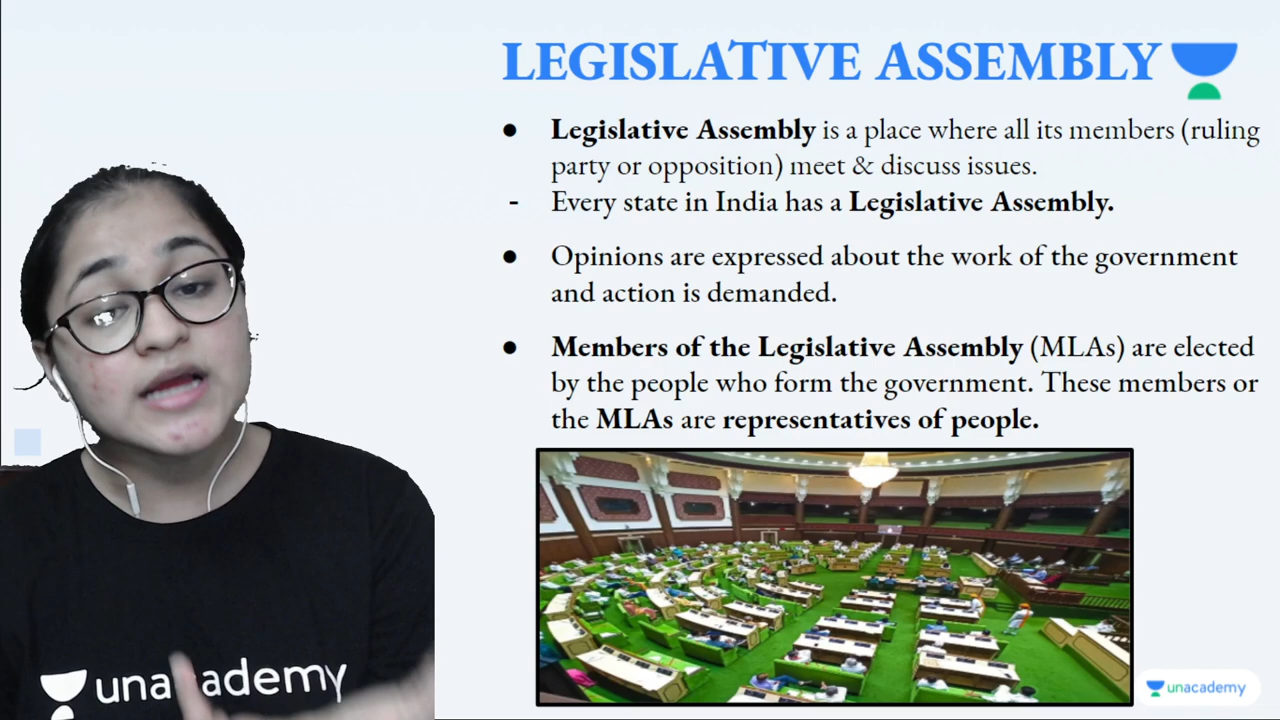 LEGISLATIVE ASSEMBLY
● Legislative Assembly is a place where all its members (ruling
party or opposition) meet & discuss issues.
- Every state in India has a Legislative Assembly.
● Opinions are expressed about the work of the government
and action is demanded.
● Members of the Legislative Assembly (MLAs) are elected
by the people who form the government. These members or
the MLAs are representatives of people.
unacademy
unacademy